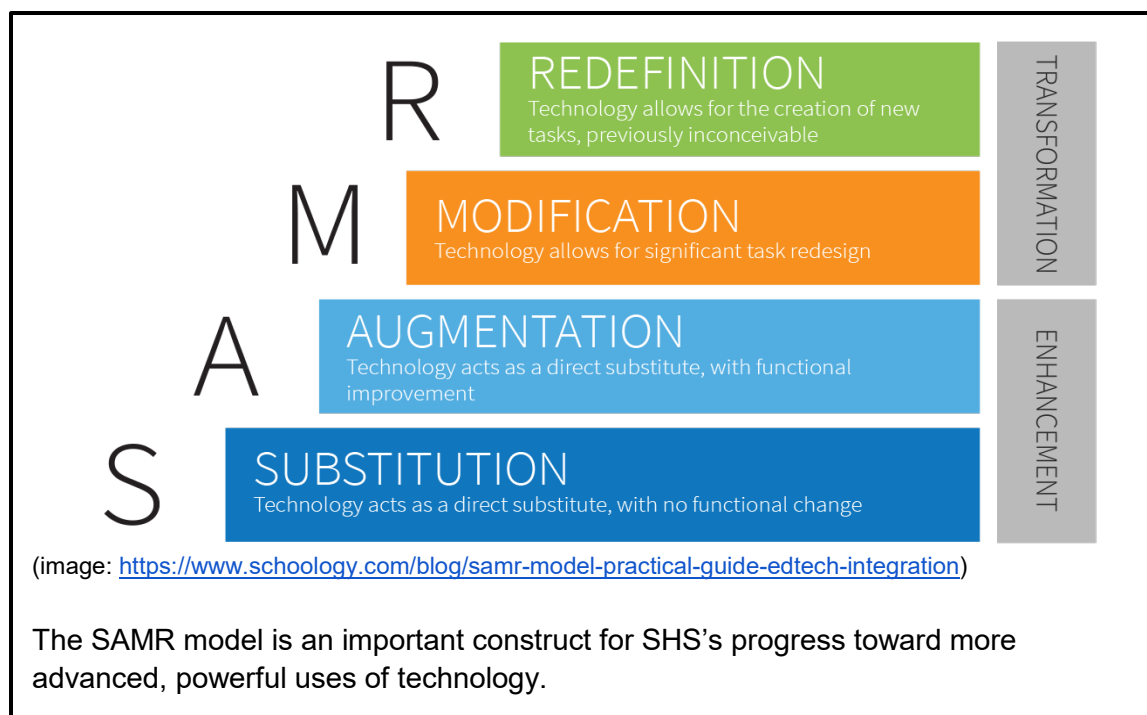 R
REDEFINITION
Technology allows for the creation of new
tasks, previously inconceivable
M
MODIFICATION
Technology allows for significant task redesign
TRANSFORMATION
A
AUGMENTATION
Technology acts as a direct substitute, with functional
improvement
S
SUBSTITUTION
Technology acts as a direct substitute, with no functional change
ENHANCEMENT
(image: https://www.schoology.com/blog/samr-model-practical-guide-edtech-integration)
The SAMR model is an important construct for SHS’s progress toward more
advanced, powerful uses of technology.